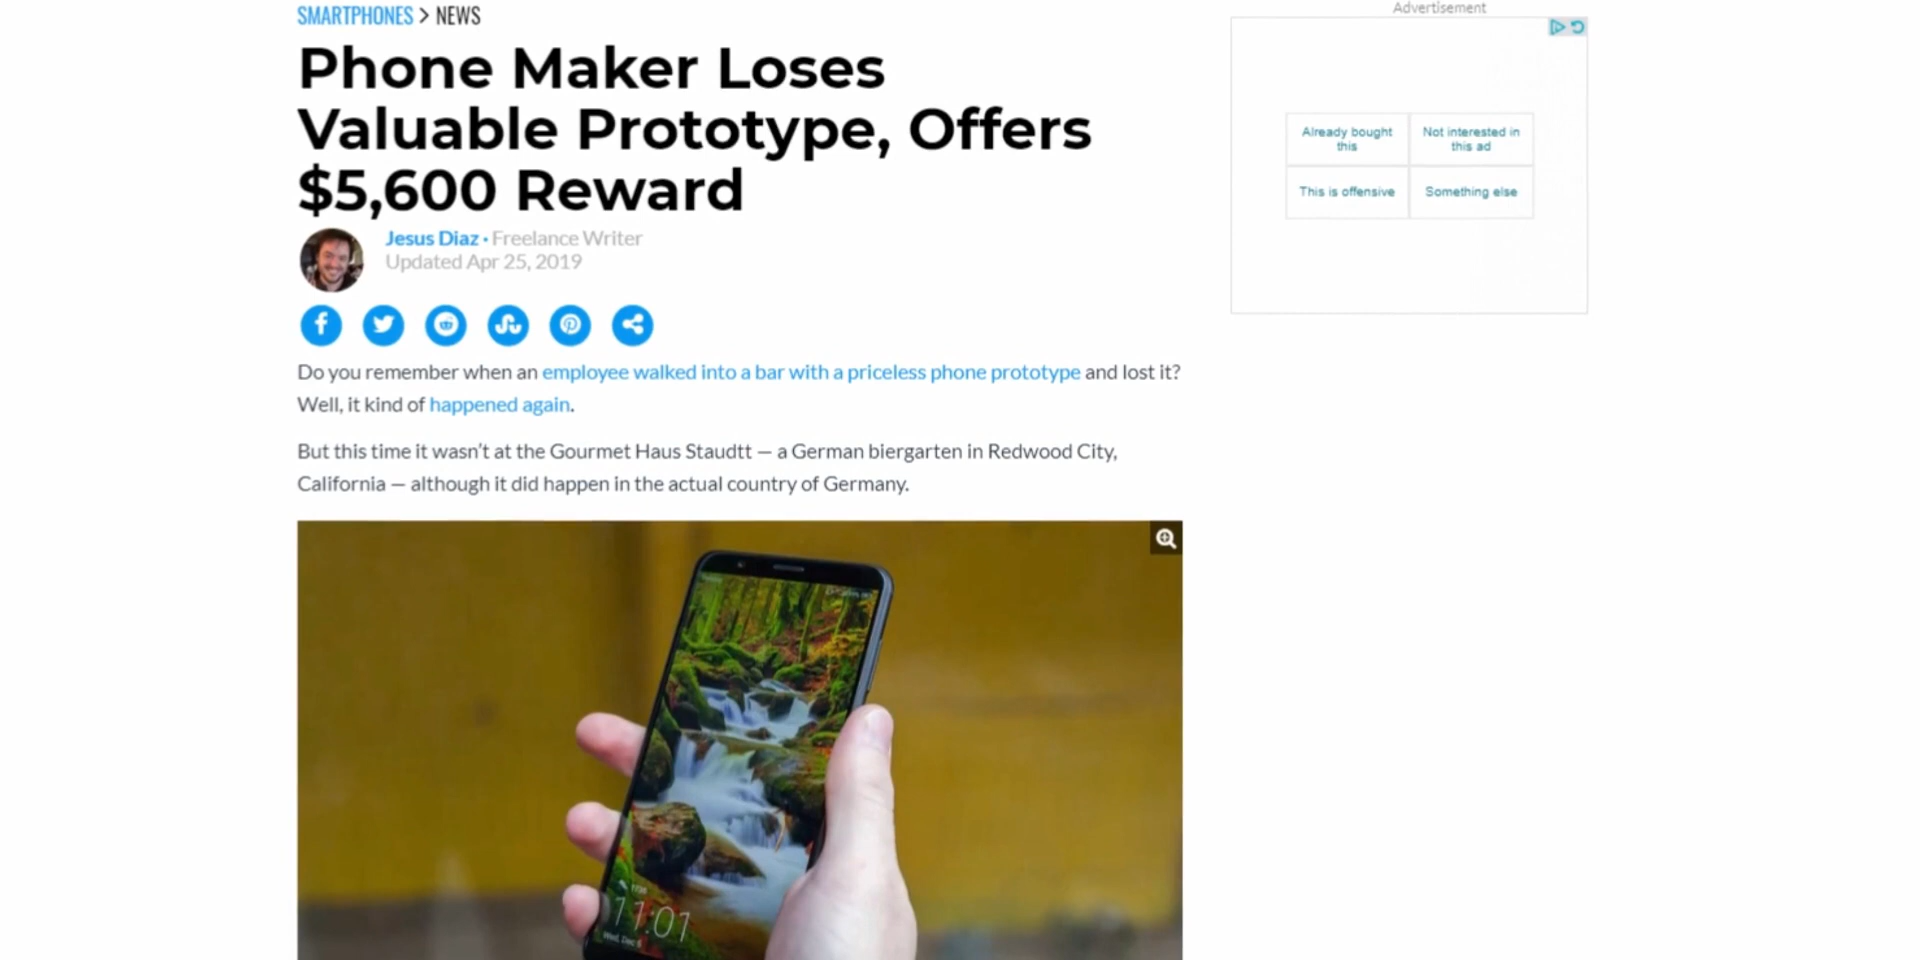 SMARTPHONES > NEWS
Phone Maker Loses
Valuable Prototype, Offers
$5,600 Reward
Jesus Diaz · Freelance Writer
Updated Apr 25, 2019
Do you remember when an employee walked into a bar with a priceless phone prototype and lost it?
Well, it kind of happened again.
But this time it wasn't at the Gourmet Haus Staudtt — a German biergarten in Redwood City,
California — although it did happen in the actual country of Germany.
11:01
Wed, Dec 6
Advertisement
Already bought
this
Not interested in
this ad
This is offensive
Something else